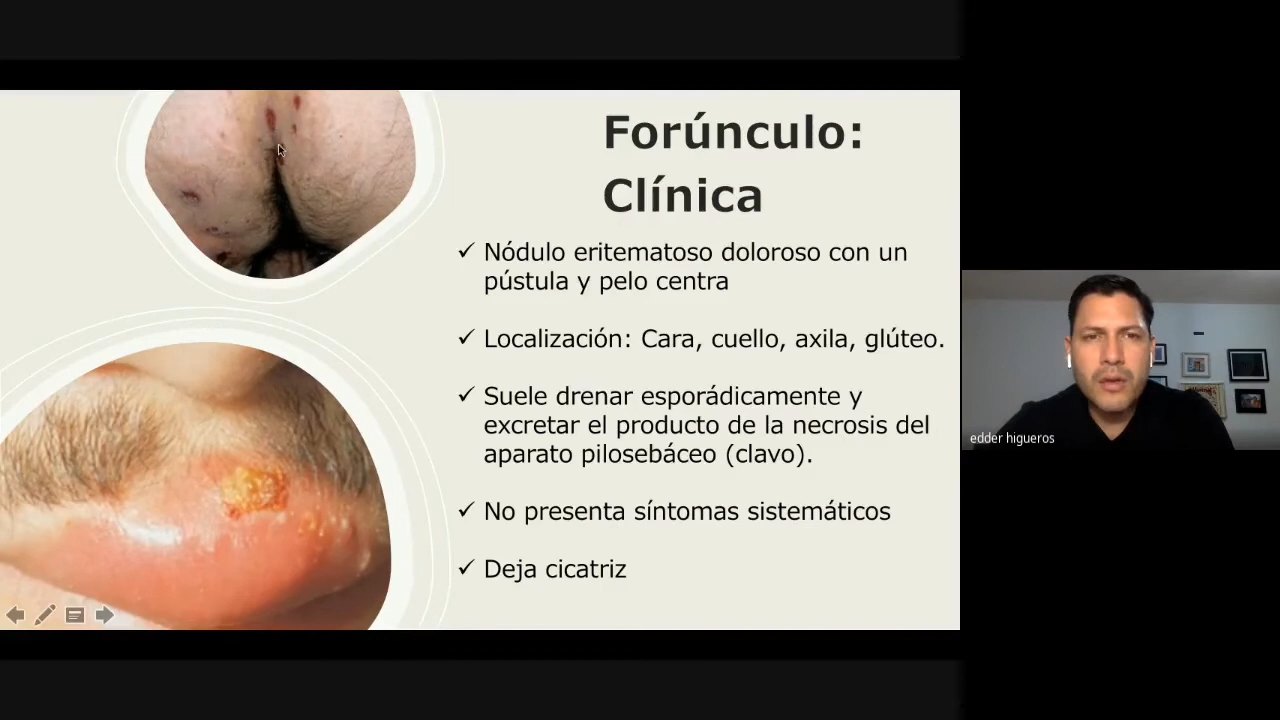 Forúnculo:
Clínica
✓ Nódulo eritematoso doloroso con un
pústula y pelo centra
✓ Localización: Cara, cuello, axila, glúteo.
✓ Suele drenar esporádicamente y
excretar el producto de la necrosis del
aparato pilosebáceo (clavo).
✓ No presenta síntomas sistemáticos
✓ Deja cicatriz
edder higueros